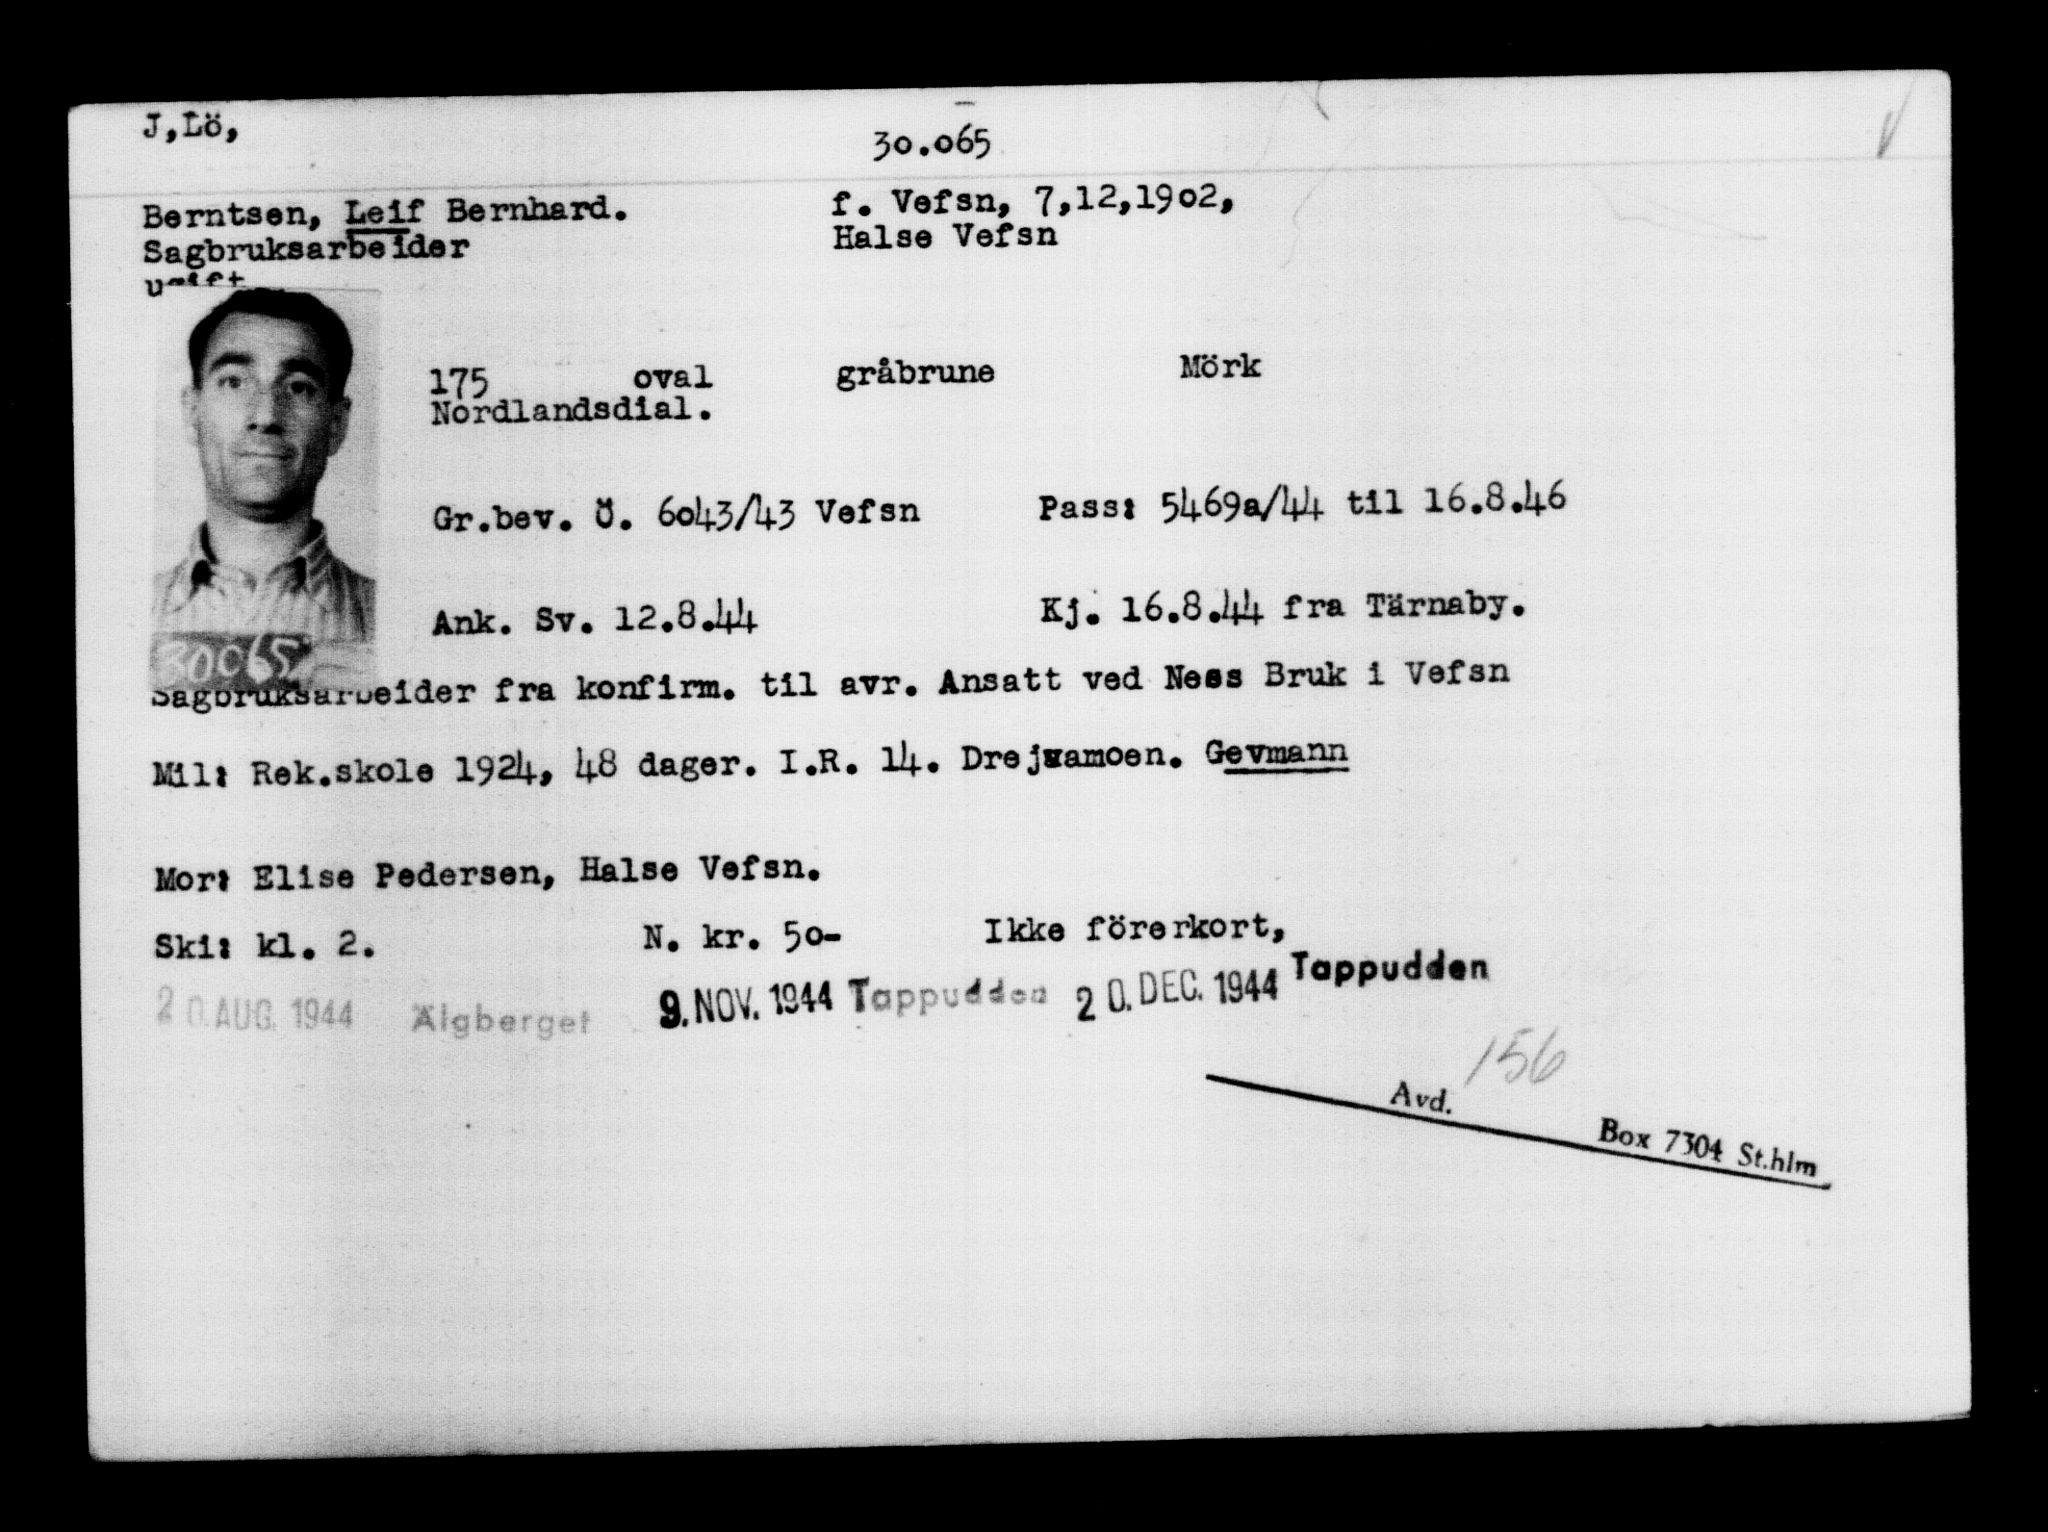 J,Lö,
30.065
Berntsen, Leif Bernhard.
f. Vefsn, 7,12,1902,
Sagbruksarbeider
Halse Vefsn
ugift
175 oval gråbrune Mörk
Nordlandsdial.
Gr.bev. Ö. 6043/43 Vefsn Pass: 5469a/44 til 16.8.46
Ank. Sv. 12.8.44 Kj. 16.8.44 fra Tärnaby.
30065
Sagbruksarbeider fra konfirm. til avr. Ansatt ved Ness Bruk i Vefsn
Mil: Rek.skole 1924, 48 dager. I.R. 14. Drejvamoen. Gevmann
Mor: Elise Pedersen, Halse Vefsn.
Ski: kl. 2. N. kr. 50- Ikke förerkort,
20. AUG. 1944 Älgberget 9. NOV. 1944 Tappudden 20. DEC. 1944 Tappudden
Avd. 156
Box 7304 St.hlm